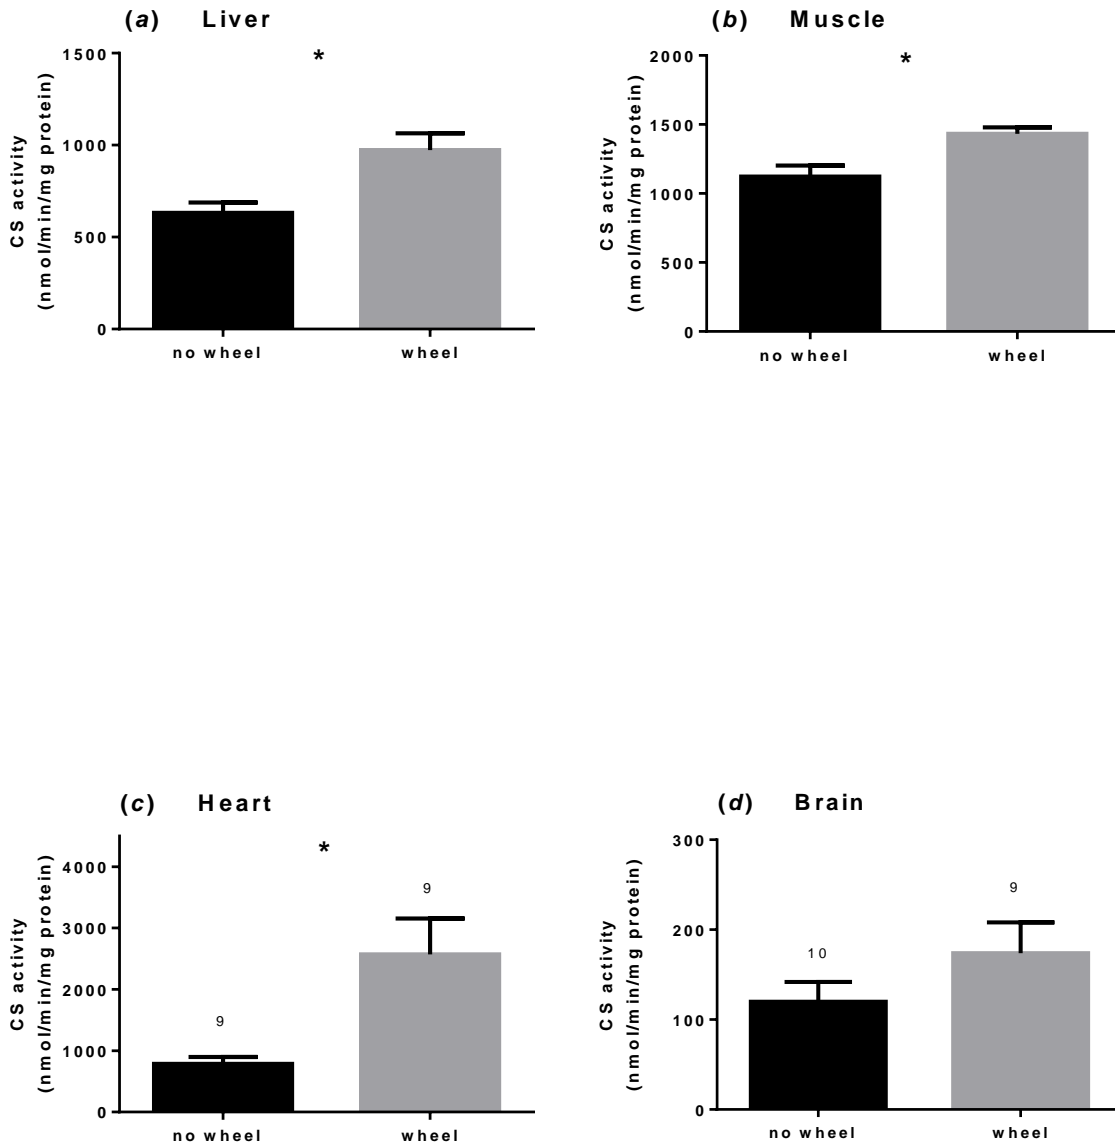 (a) Liver
*
1500
1000
500
0
CS activity
(nmol/min/mg protein)
no wheel wheel
(b) Muscle
*
2000
1500
1000
500
0
CS activity
(nmol/min/mg protein)
no wheel wheel
(c) Heart
*
4000
3000
2000
1000
0
9
9
CS activity
(nmol/min/mg protein)
no wheel wheel
(d) Brain
300
200
100
0
9
10
CS activity
(nmol/min/mg protein)
no wheel wheel